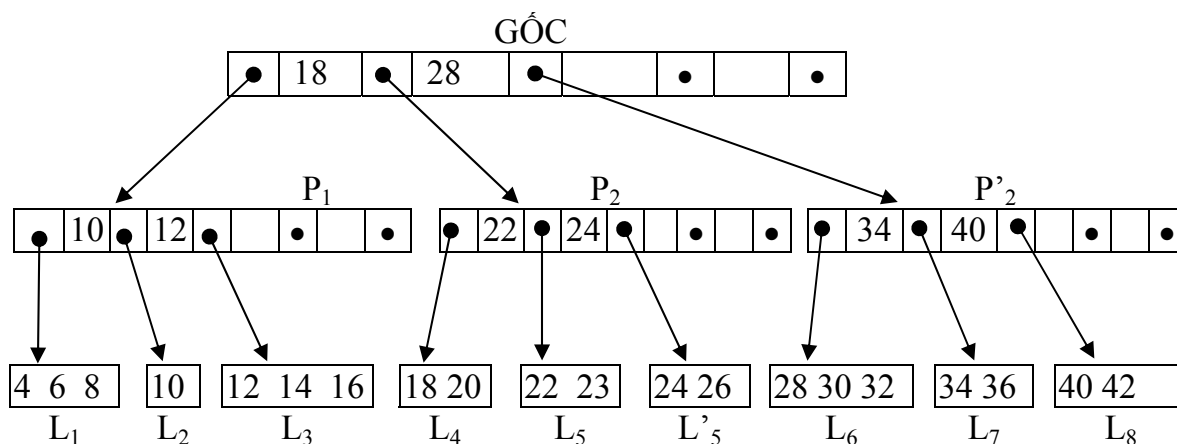 GỐC
18 28
P₁ P₂ P’₂
10 12 22 24 34 40
4 6 8 10 12 14 16 18 20 22 23 24 26 28 30 32 34 36 40 42
L₁ L₂ L₃ L₄ L₅ L’₅ L₆ L₇ L₈